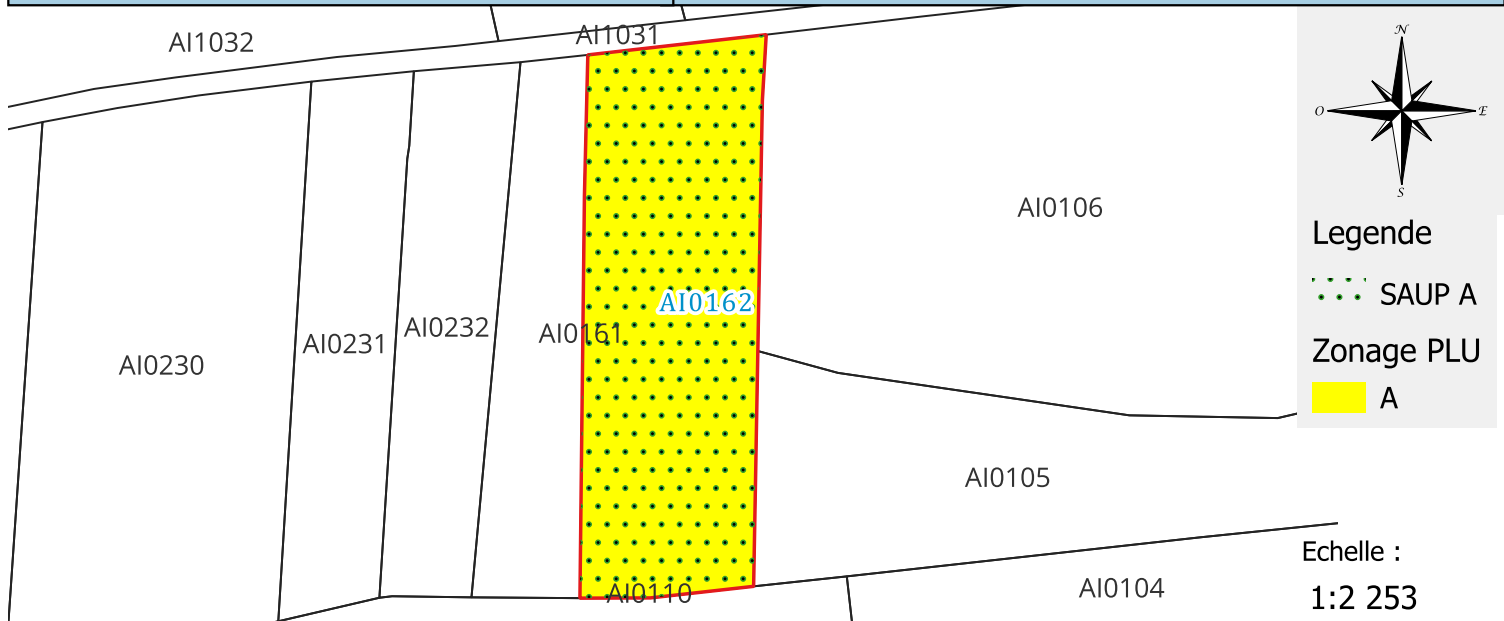 AI1032
AI1031
N
O
E
S
AI0106
Legende
SAUP A
AI0162
AI0232
AI0161
AI0231
Zonage PLU
AI0230
A
AI0105
Echelle :
AI0110
AI0104
1:2 253